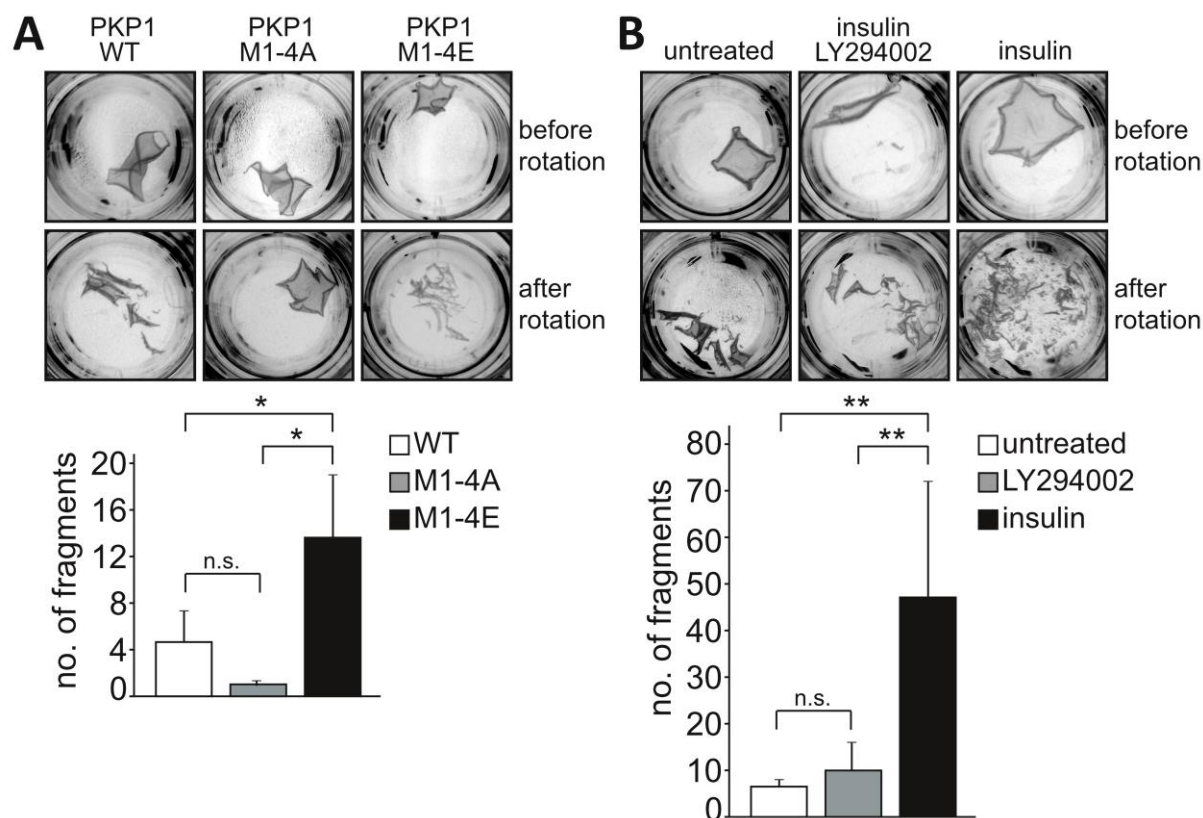 A
PKP1 WT
PKP1 M1-4A
PKP1 M1-4E
before rotation
after rotation
no. of fragments
20
16
12
8
4
0
n.s.
*
*
WT
M1-4A
M1-4E
B
untreated
insulin LY294002
insulin
before rotation
after rotation
no. of fragments
80
70
60
50
40
30
20
10
0
n.s.
**
**
untreated
LY294002
insulin